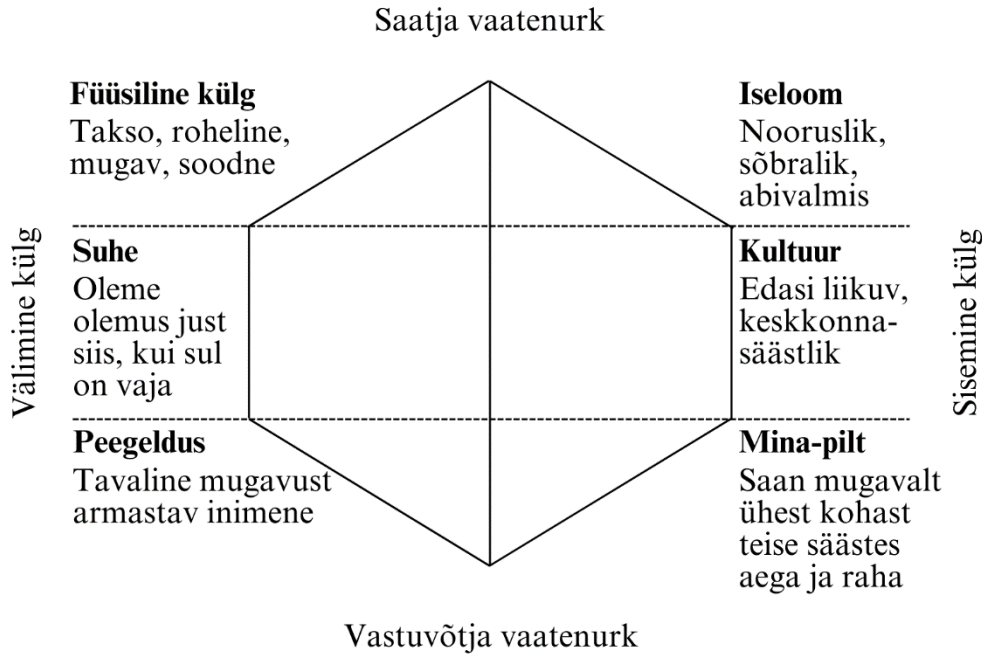 Saatja vaatenurk
Füüsiline külg
Takso, roheline,
mugav, soodne
Iseloom
Nooruslik,
sõbralik,
abivalmis
Välimine külg
Suhe
Oleme
olemus just
siis, kui sul
on vaja
Kultuur
Edasi liikuv,
keskkonna-
säästlik
Sisemine külg
Peegeldus
Tavaline mugavust
armastav inimene
Mina-pilt
Saan mugavalt
ühest kohast
teise säästes
aega ja raha
Vastuvõtja vaatenurk